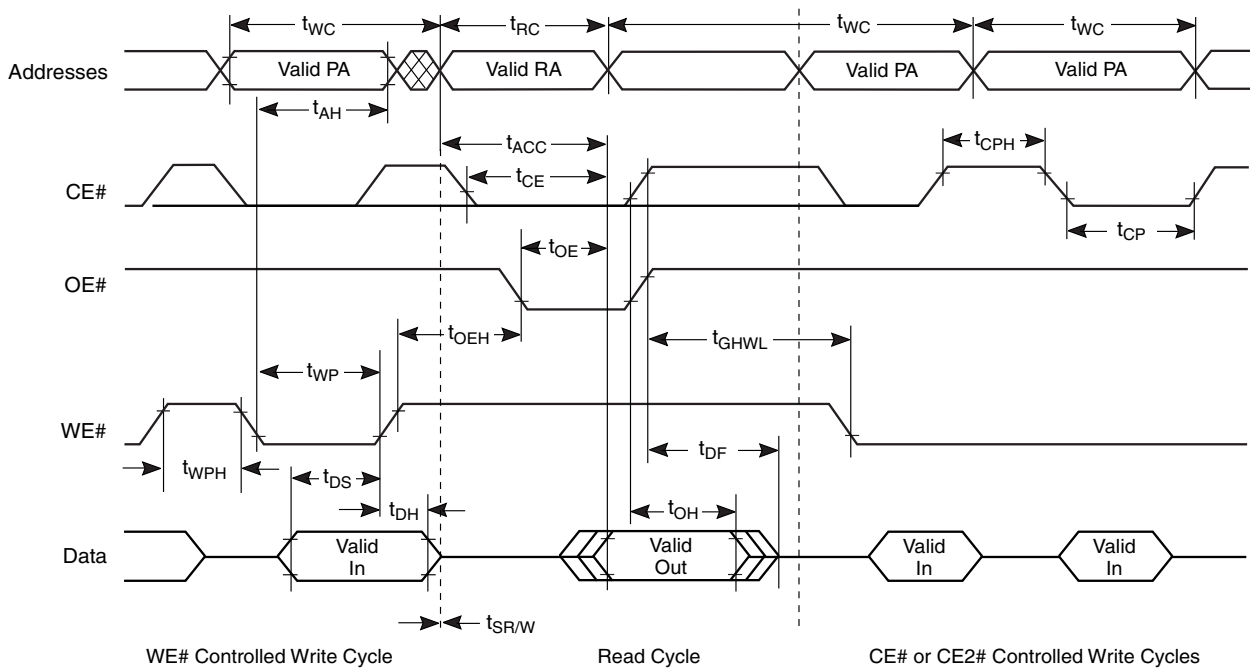 tWC tRC tWC tWC
Addresses Valid PA Valid RA Valid PA Valid PA
tAH
tACC tCPH
CE# tCE
tOE tCP
OE#
tOEH tGHWL
tWP
WE#
tWPH tDS tDF
tDH tOH
Data Valid In Valid Out Valid In Valid In
tSR/W
WE# Controlled Write Cycle Read Cycle CE# or CE2# Controlled Write Cycles